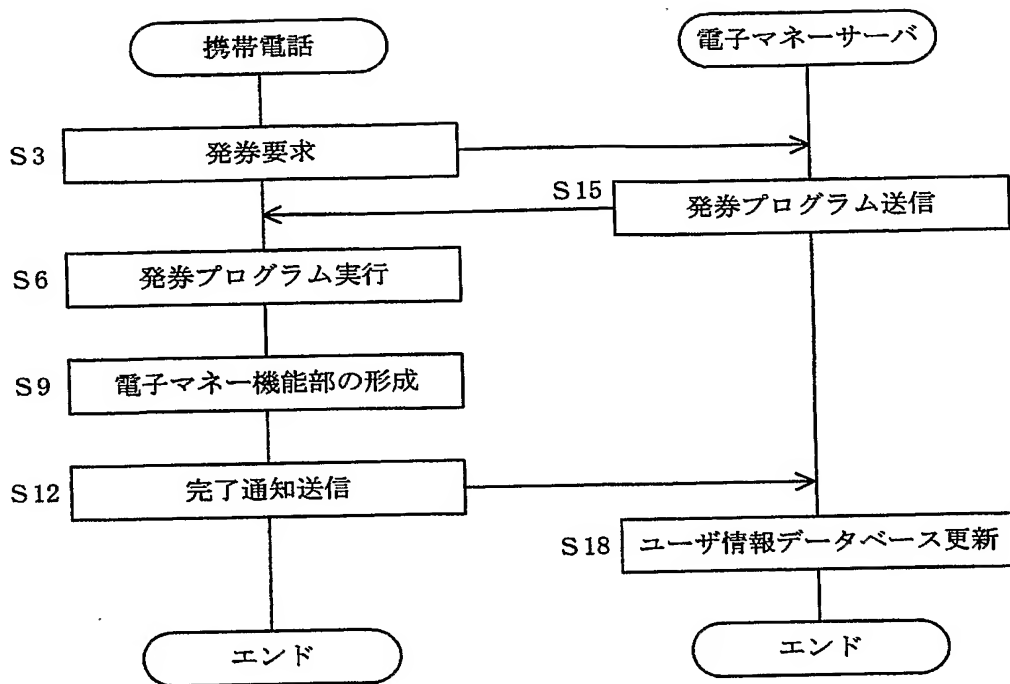 携帯電話
電子マネーサーバ
S3
発券要求
S15
発券プログラム送信
S6
発券プログラム実行
S9
電子マネー機能部の形成
S12
完了通知送信
S18
ユーザ情報データベース更新
エンド
エンド